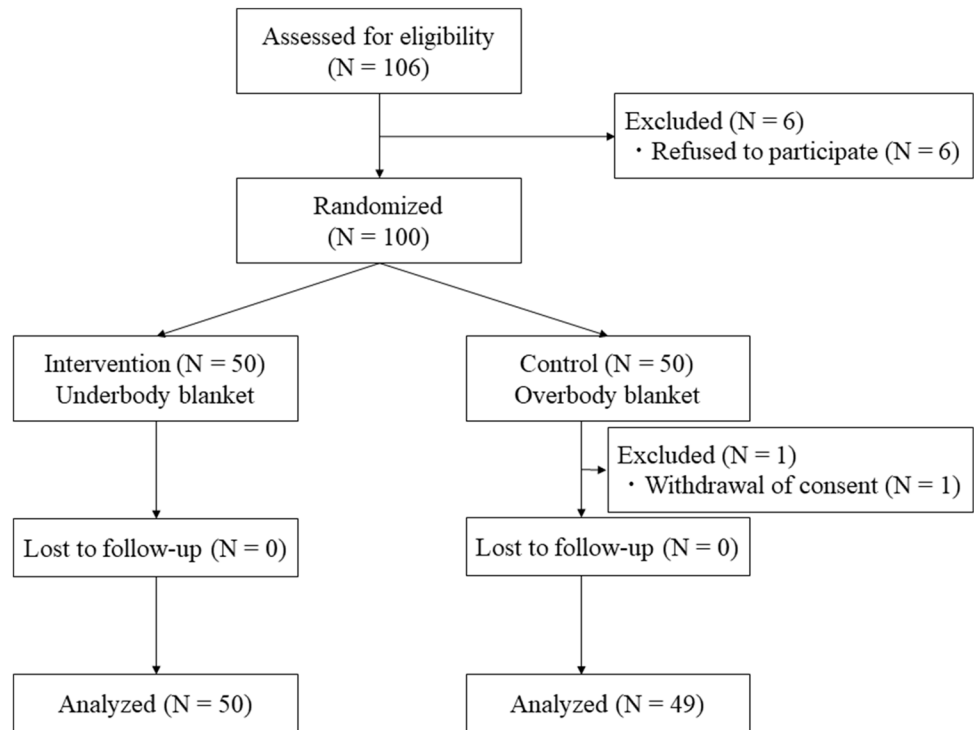 Assessed for eligibility
(N = 106)
Excluded (N = 6)
・Refused to participate (N = 6)
Randomized
(N = 100)
Intervention (N = 50)
Underbody blanket
Control (N = 50)
Overbody blanket
Excluded (N = 1)
・Withdrawal of consent (N = 1)
Lost to follow-up (N = 0)
Lost to follow-up (N = 0)
Analyzed (N = 50)
Analyzed (N = 49)